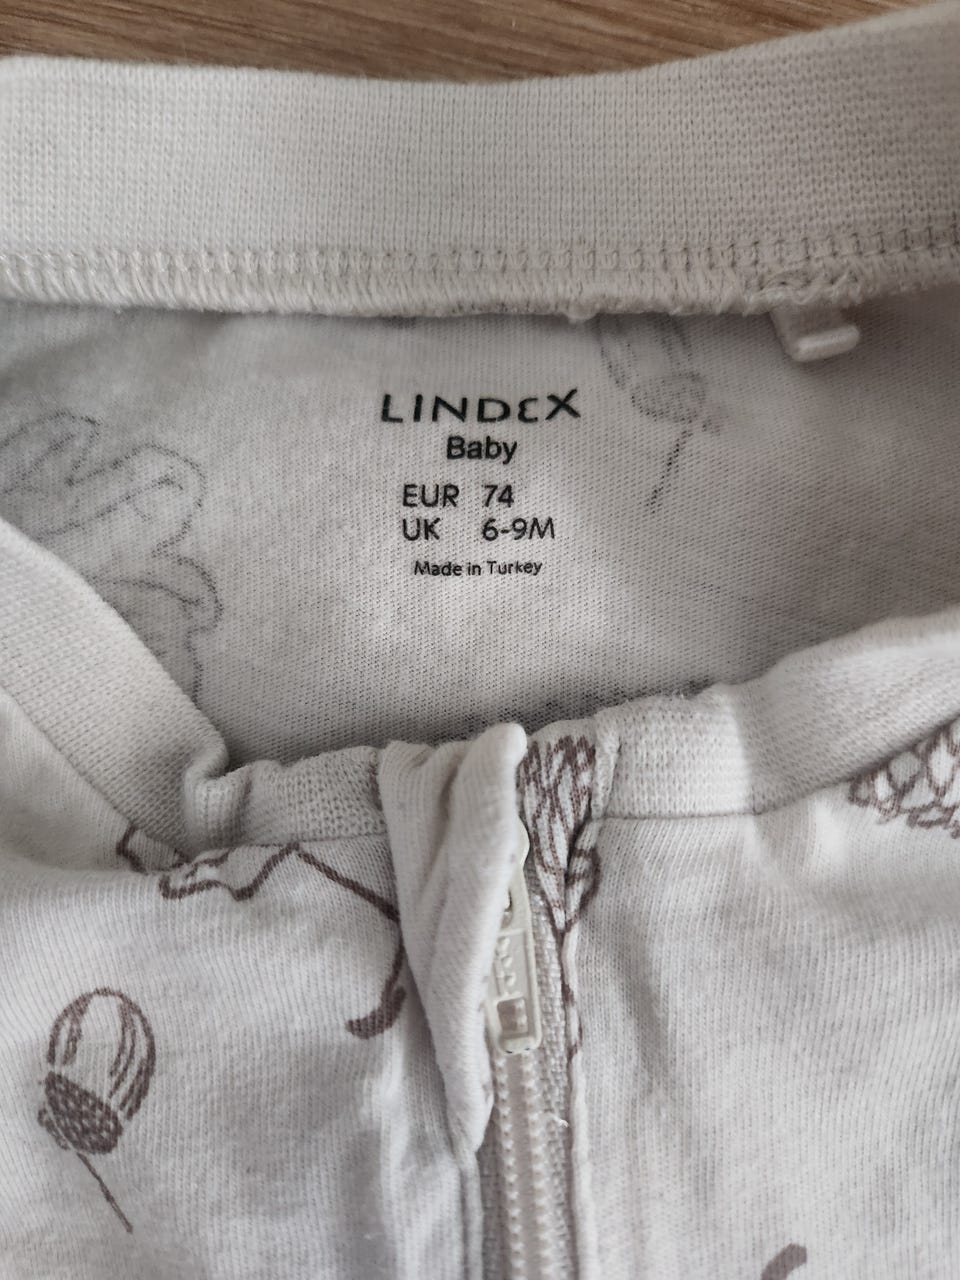 LINDEX
Baby
EUR 74
UK 6-9M
Made in Turkey